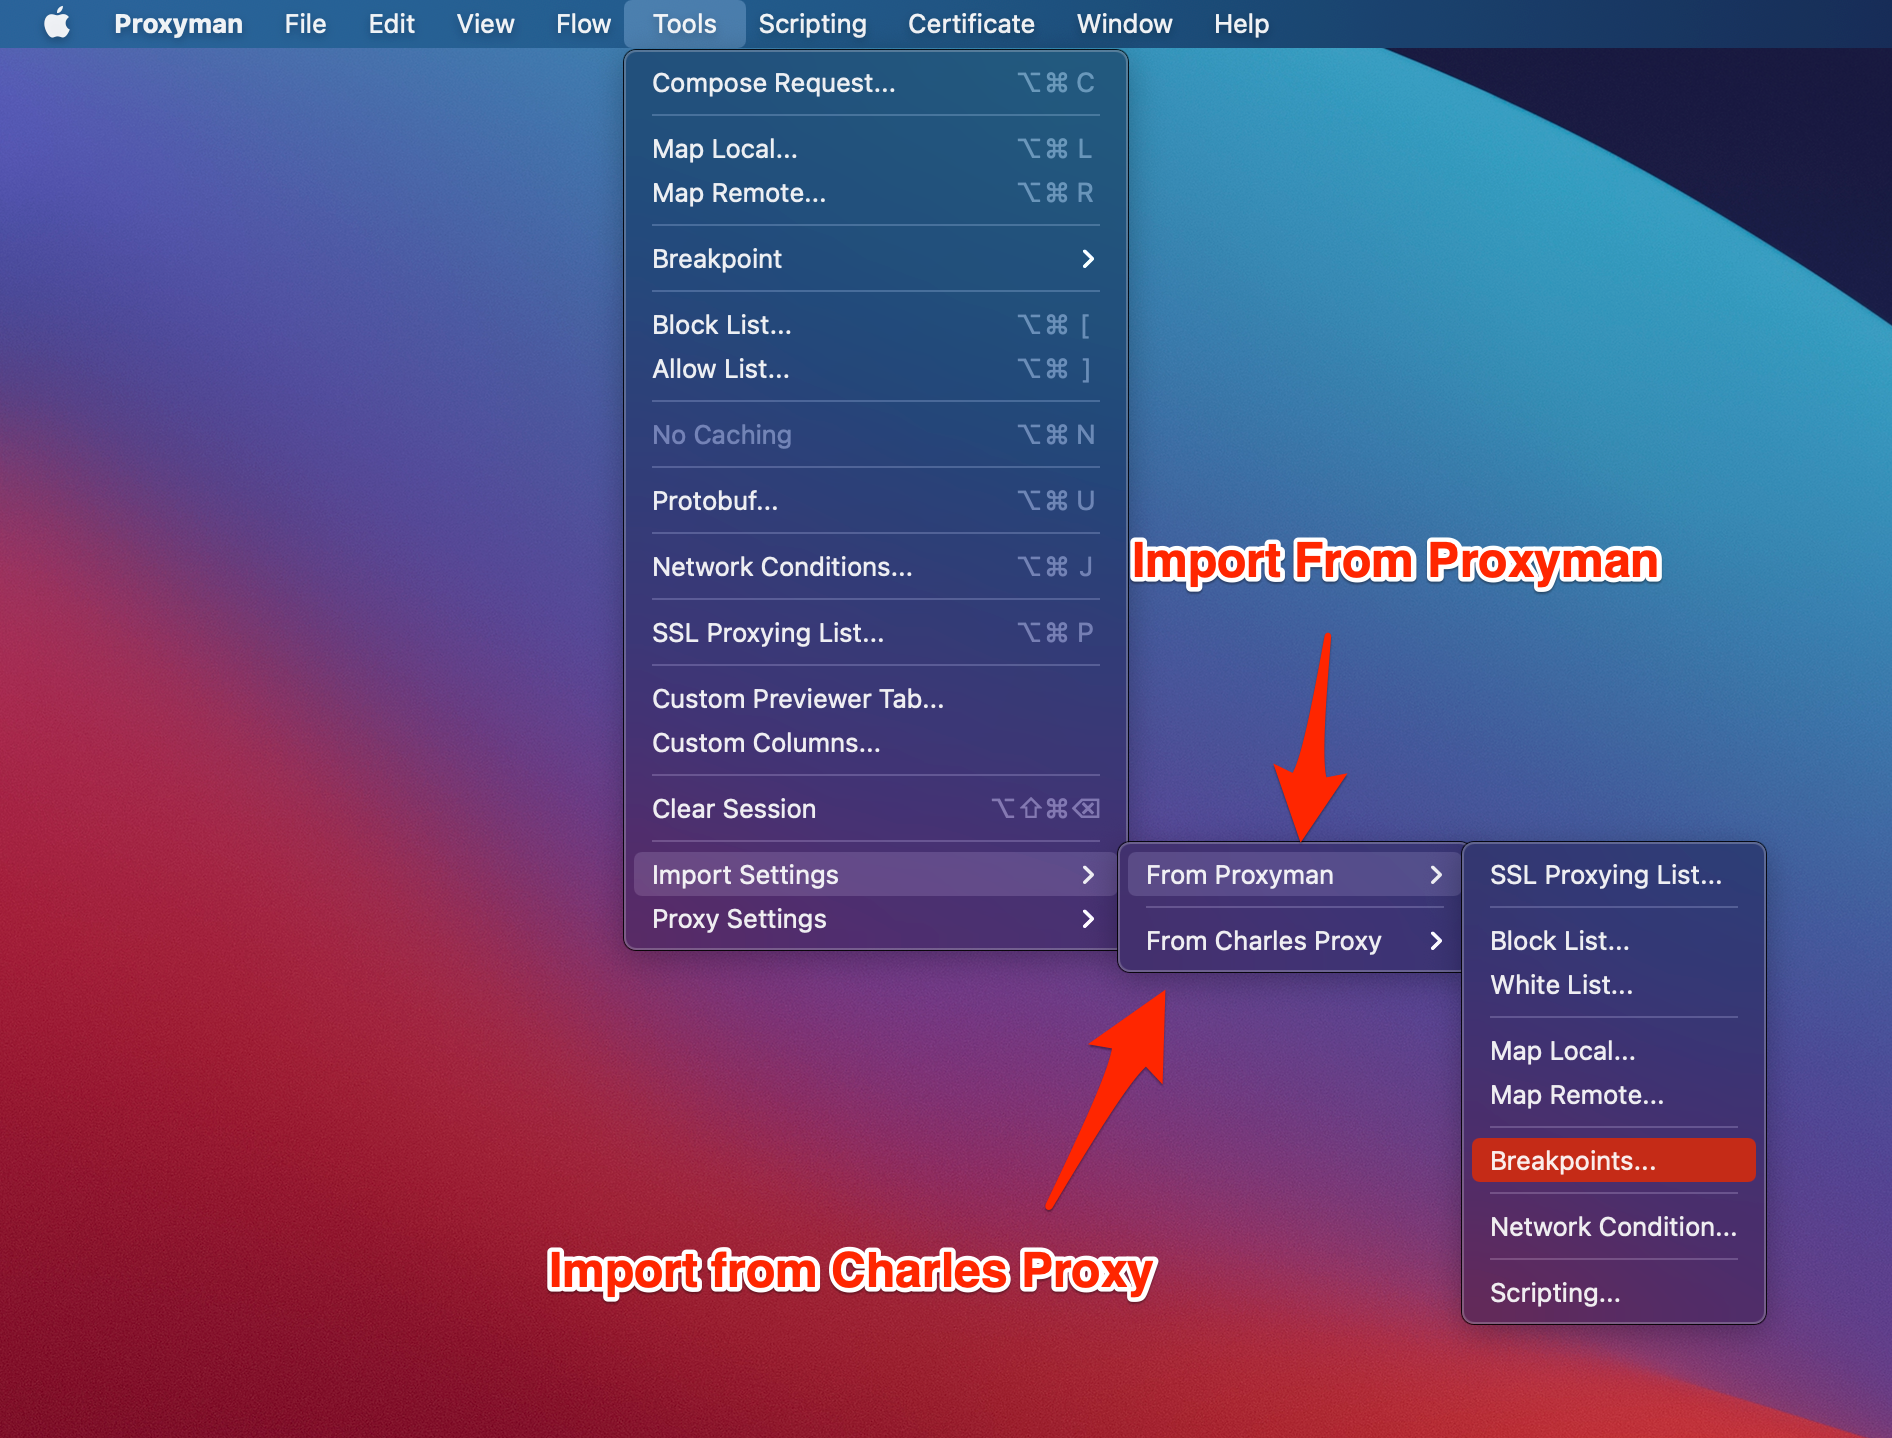 Proxyman File Edit View Flow Tools Scripting Certificate Window Help
Compose Request... ⌥⌘ C
Map Local... ⌥⌘ L
Map Remote... ⌥⌘ R
Breakpoint
Block List... ⌥⌘ [
Allow List... ⌥⌘ ]
No Caching ⌥⌘ N
Protobuf... ⌥⌘ U
Network Conditions... ⌥⌘ J
SSL Proxying List... ⌥⌘ P
Custom Previewer Tab...
Custom Columns...
Clear Session ⌥⇧⌘⌫
Import Settings
Proxy Settings
Import From Proxyman
From Proxyman
From Charles Proxy
SSL Proxying List...
Block List...
White List...
Map Local...
Map Remote...
Breakpoints...
Network Condition...
Scripting...
Import from Charles Proxy